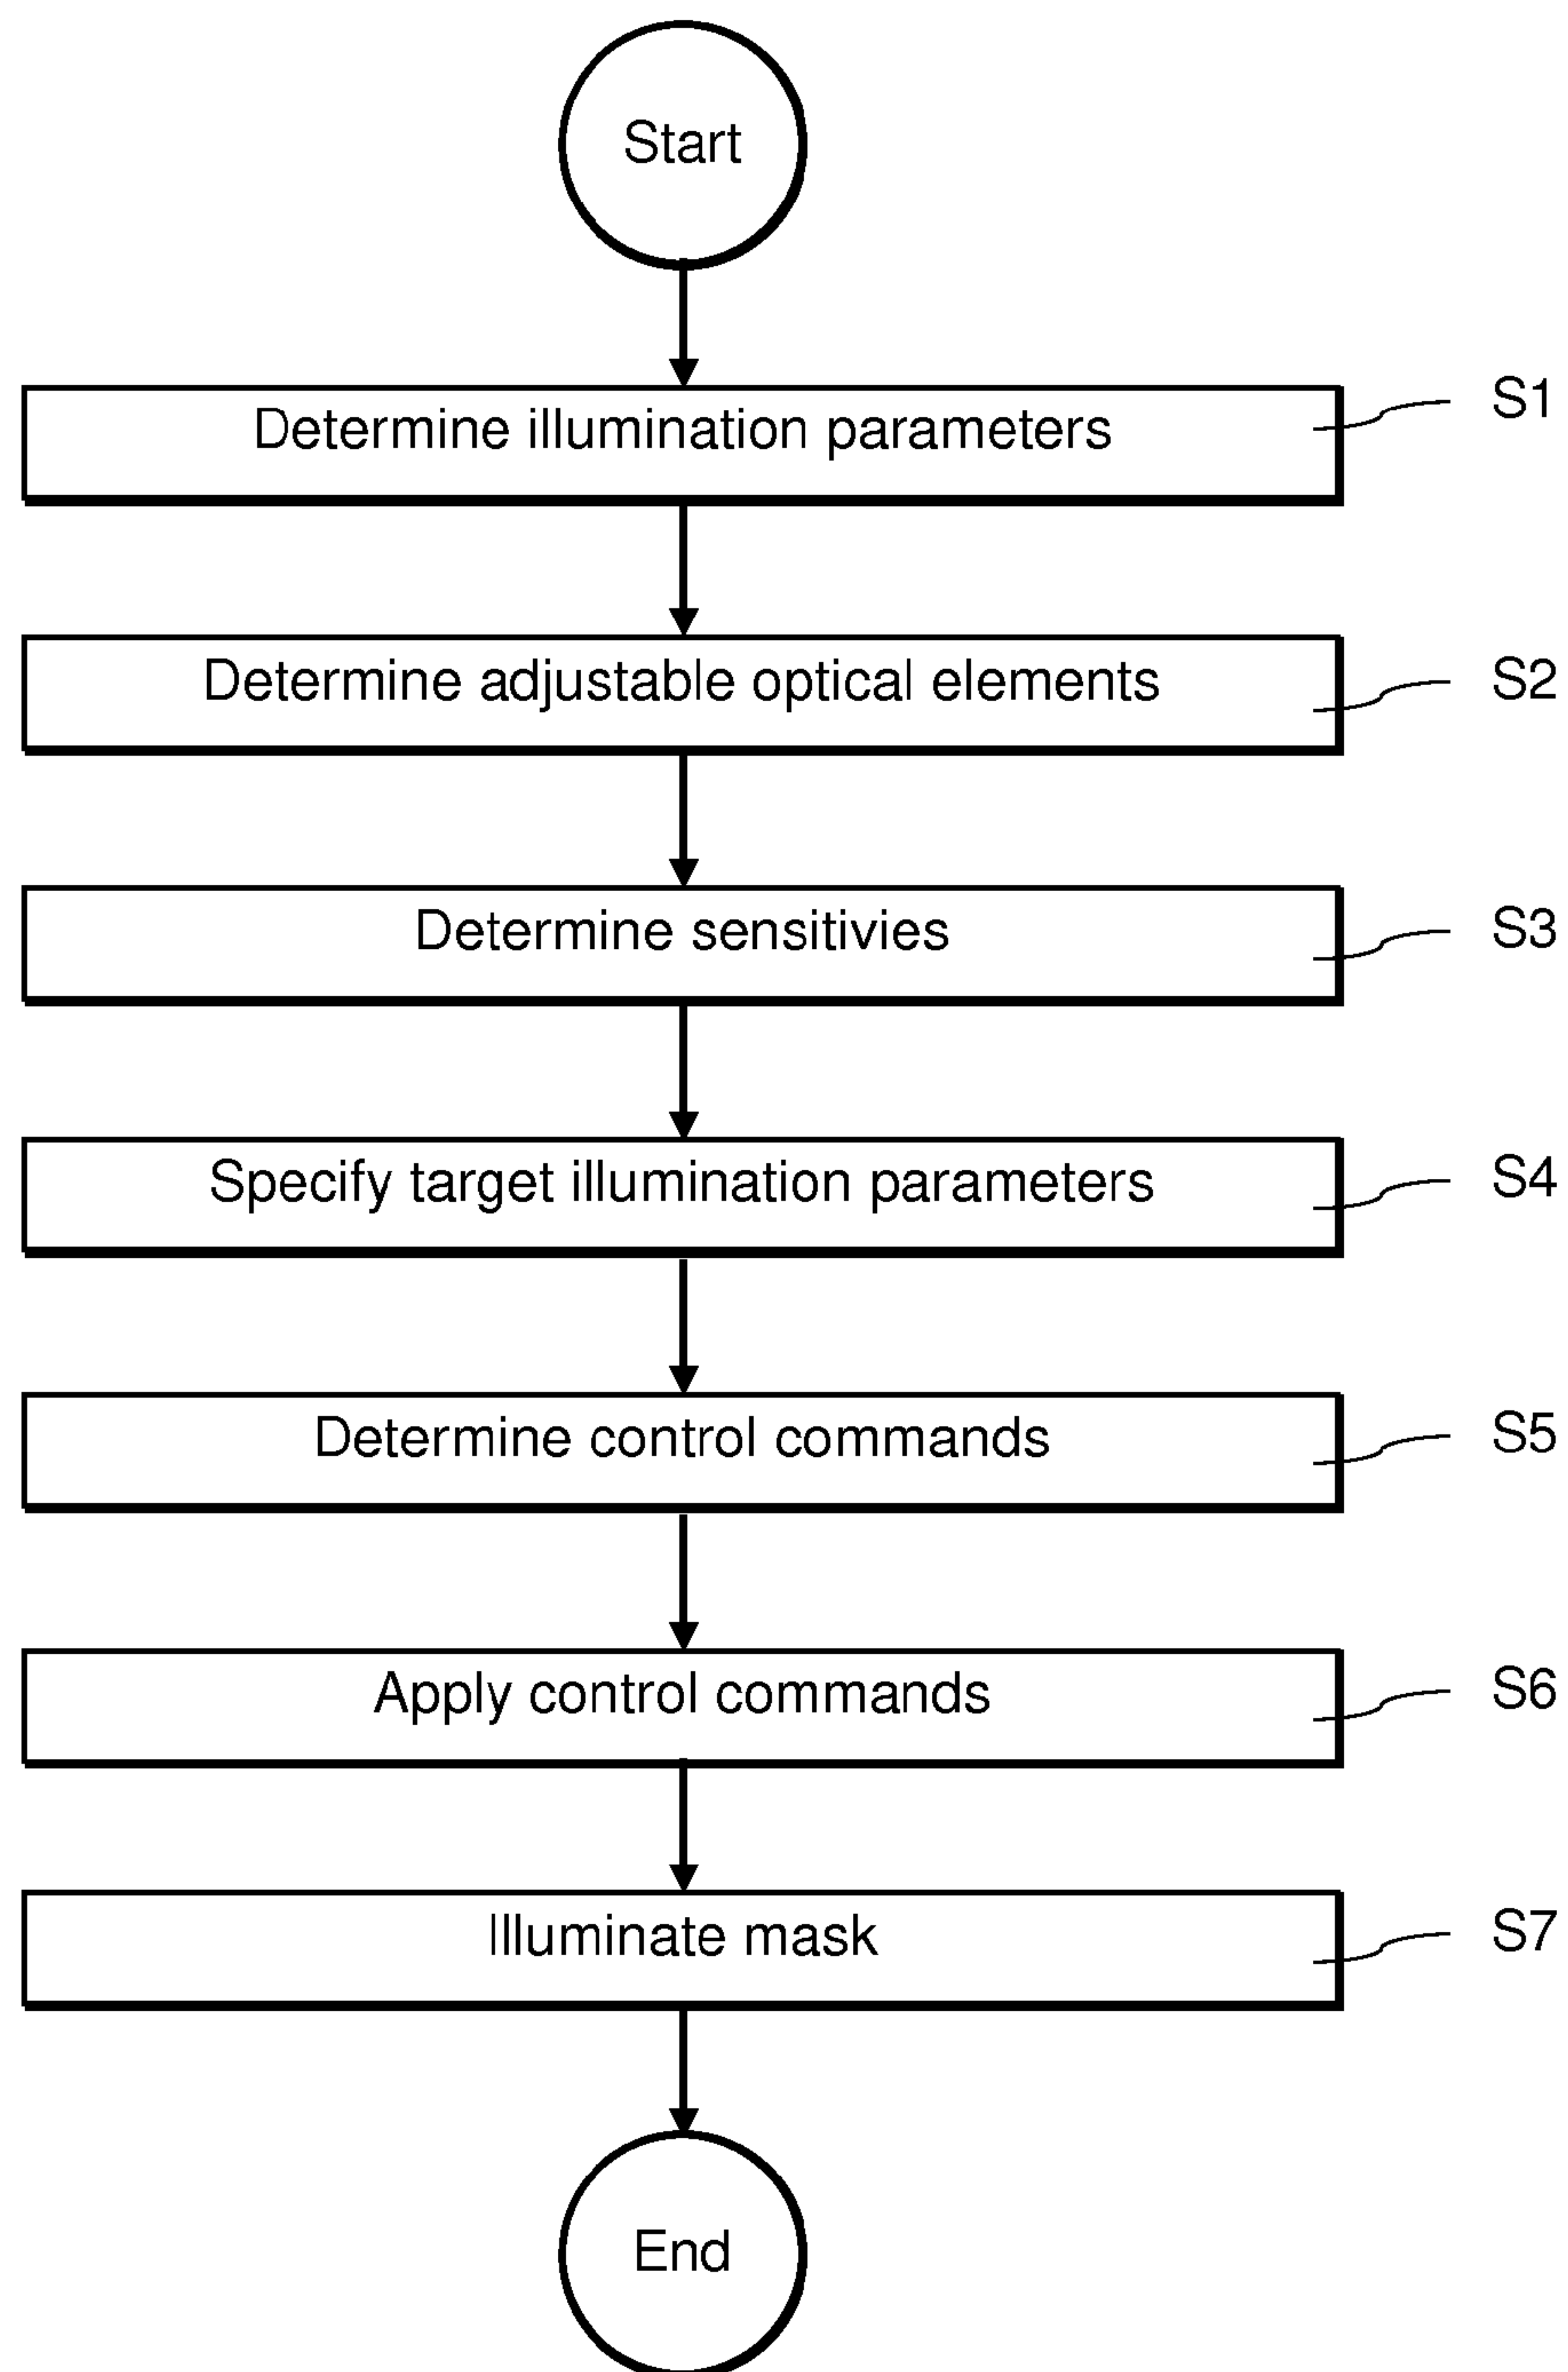 Start
Determine illumination parameters
S1
Determine adjustable optical elements
S2
Determine sensitivies
S3
Specify target illumination parameters
S4
Determine control commands
S5
Apply control commands
S6
Illuminate mask
S7
End